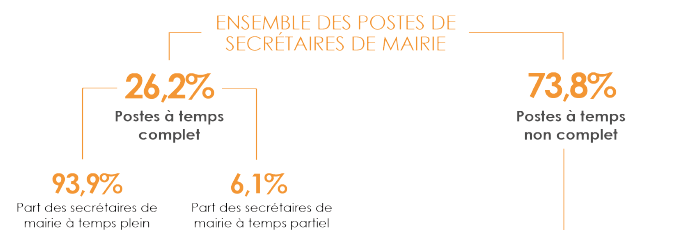 ENSEMBLE DES POSTES DE
SECRÉTAIRES DE MAIRIE
26,2%
Postes à temps
complet
73,8%
Postes à temps
non complet
93,9%
Part des secrétaires de
mairie à temps plein
6,1%
Part des secrétaires de
mairie à temps partiel